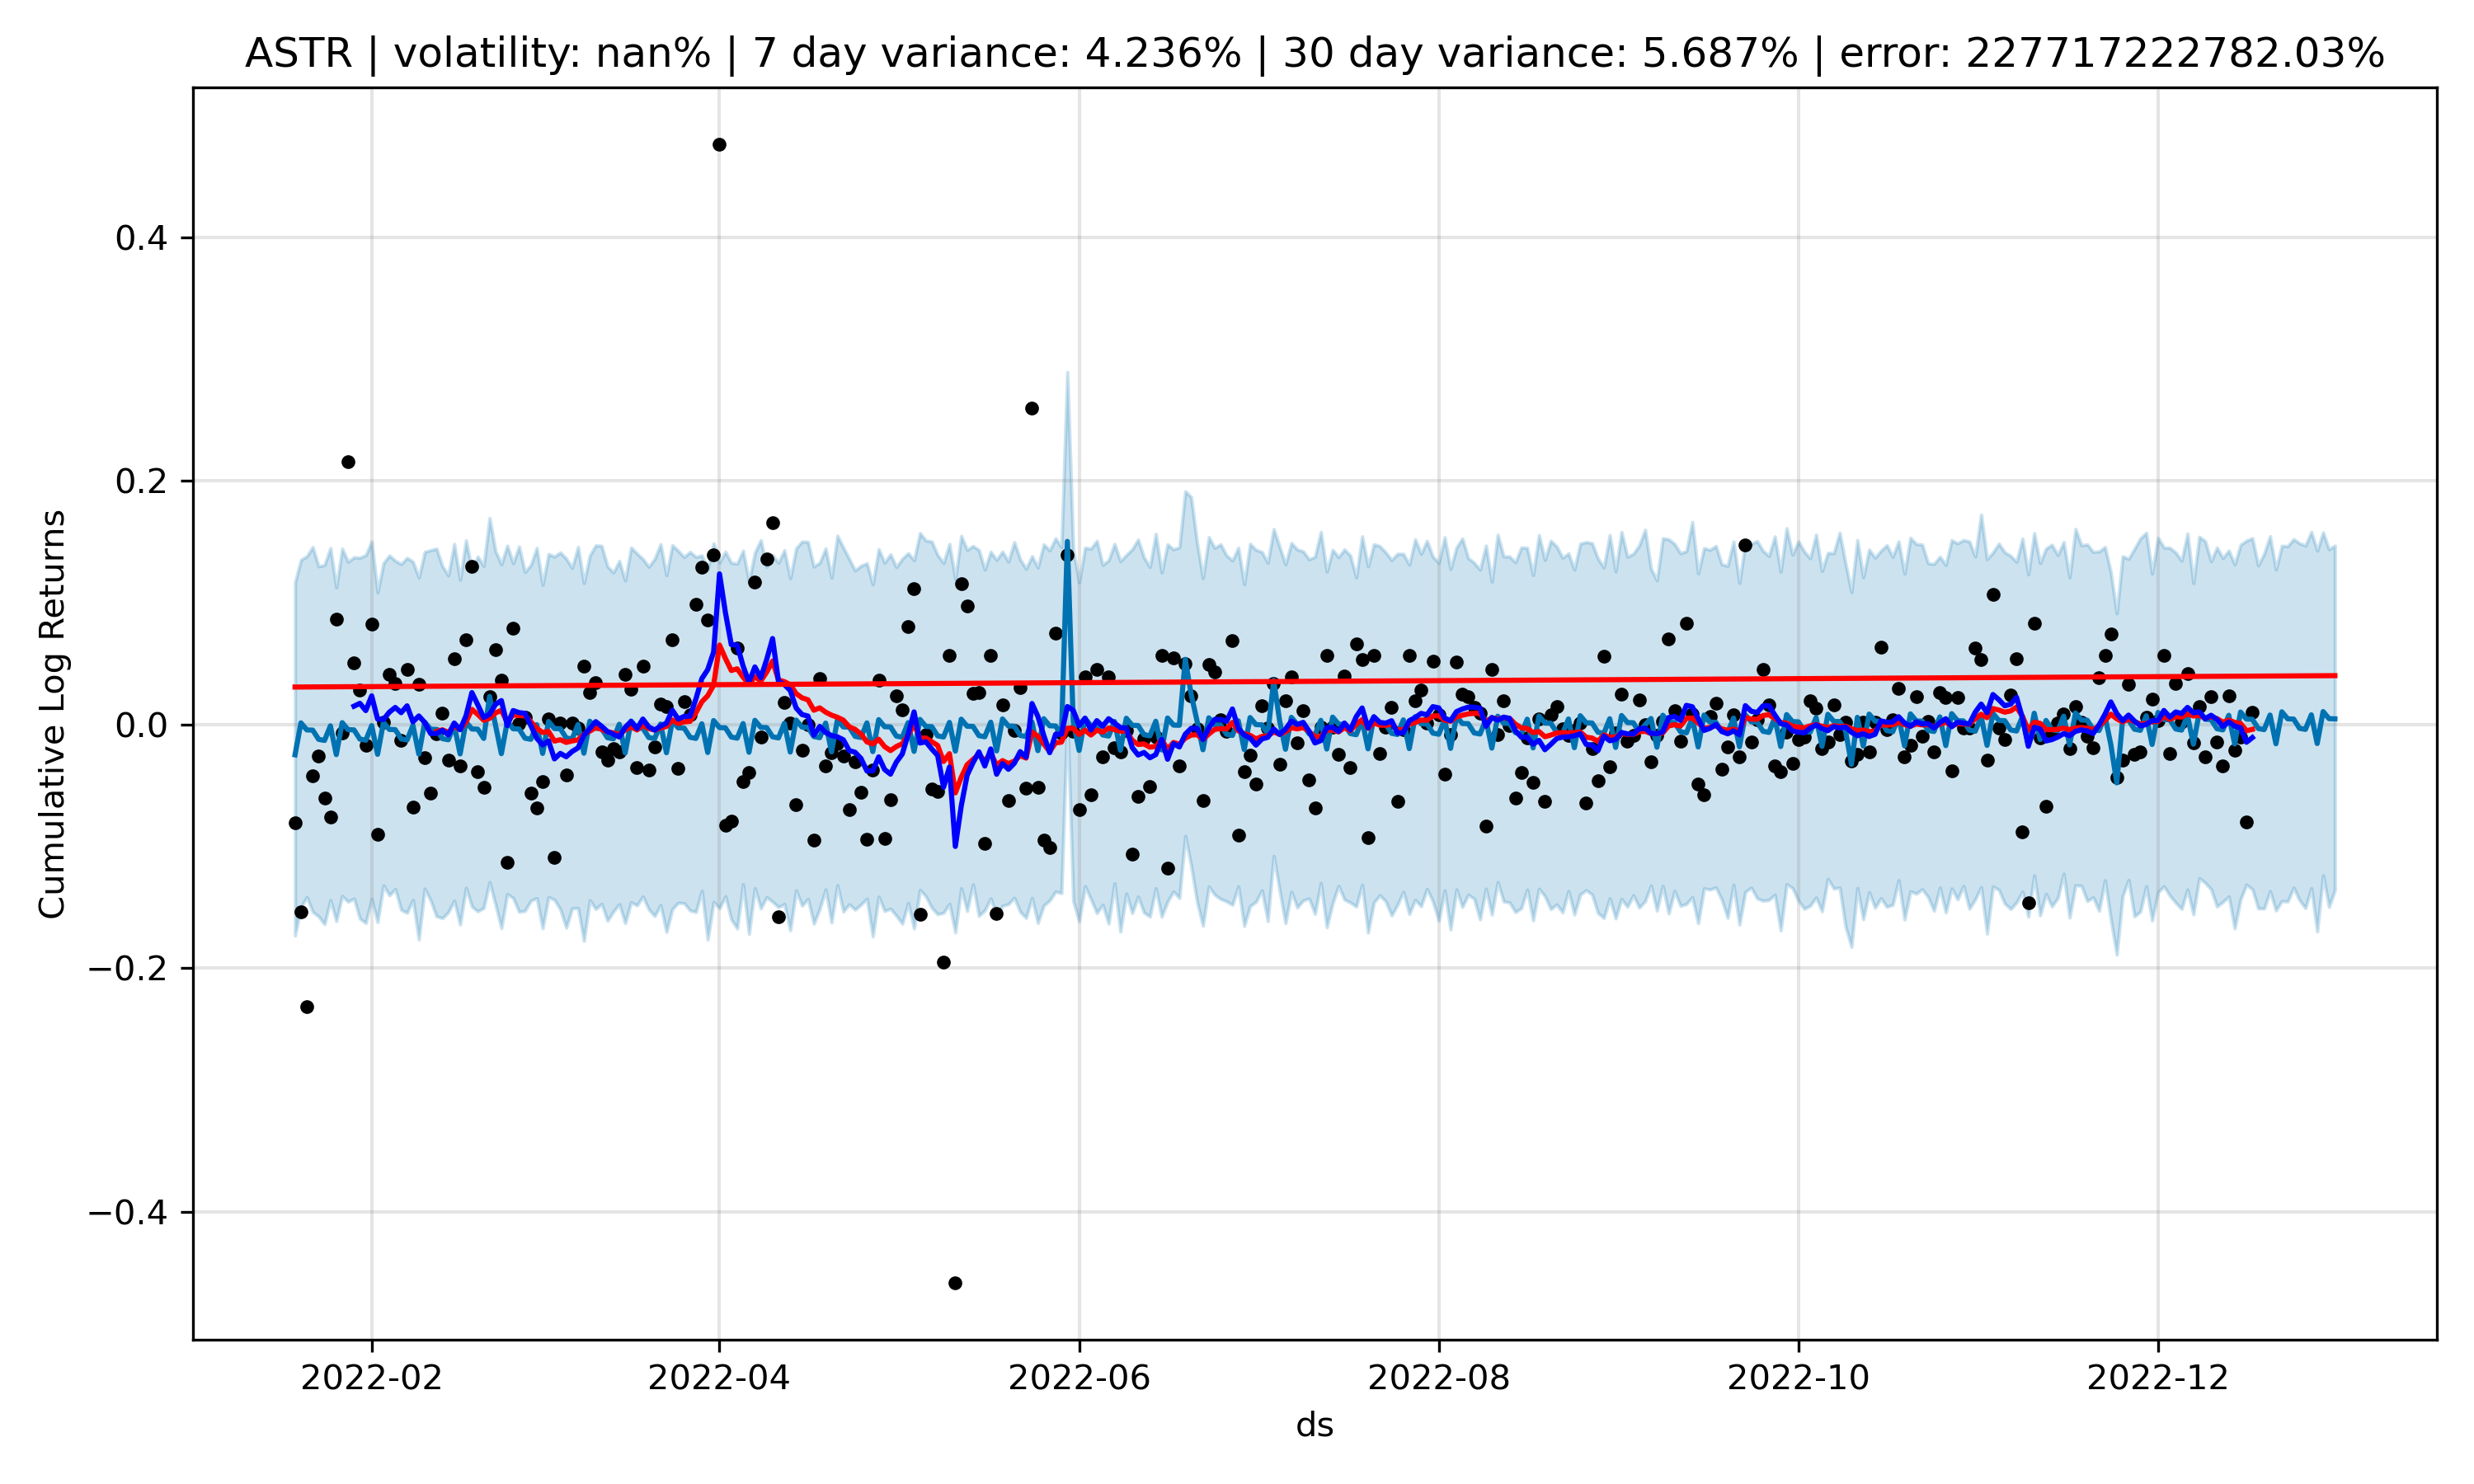 ASTR | volatility: nan% | 7 day variance: 4.236% | 30 day variance: 5.687% | error: 227717222782.03%
Cumulative Log Returns
0.4
0.2
0.0
−0.2
−0.4
2022-02 2022-04 2022-06 2022-08 2022-10 2022-12
ds